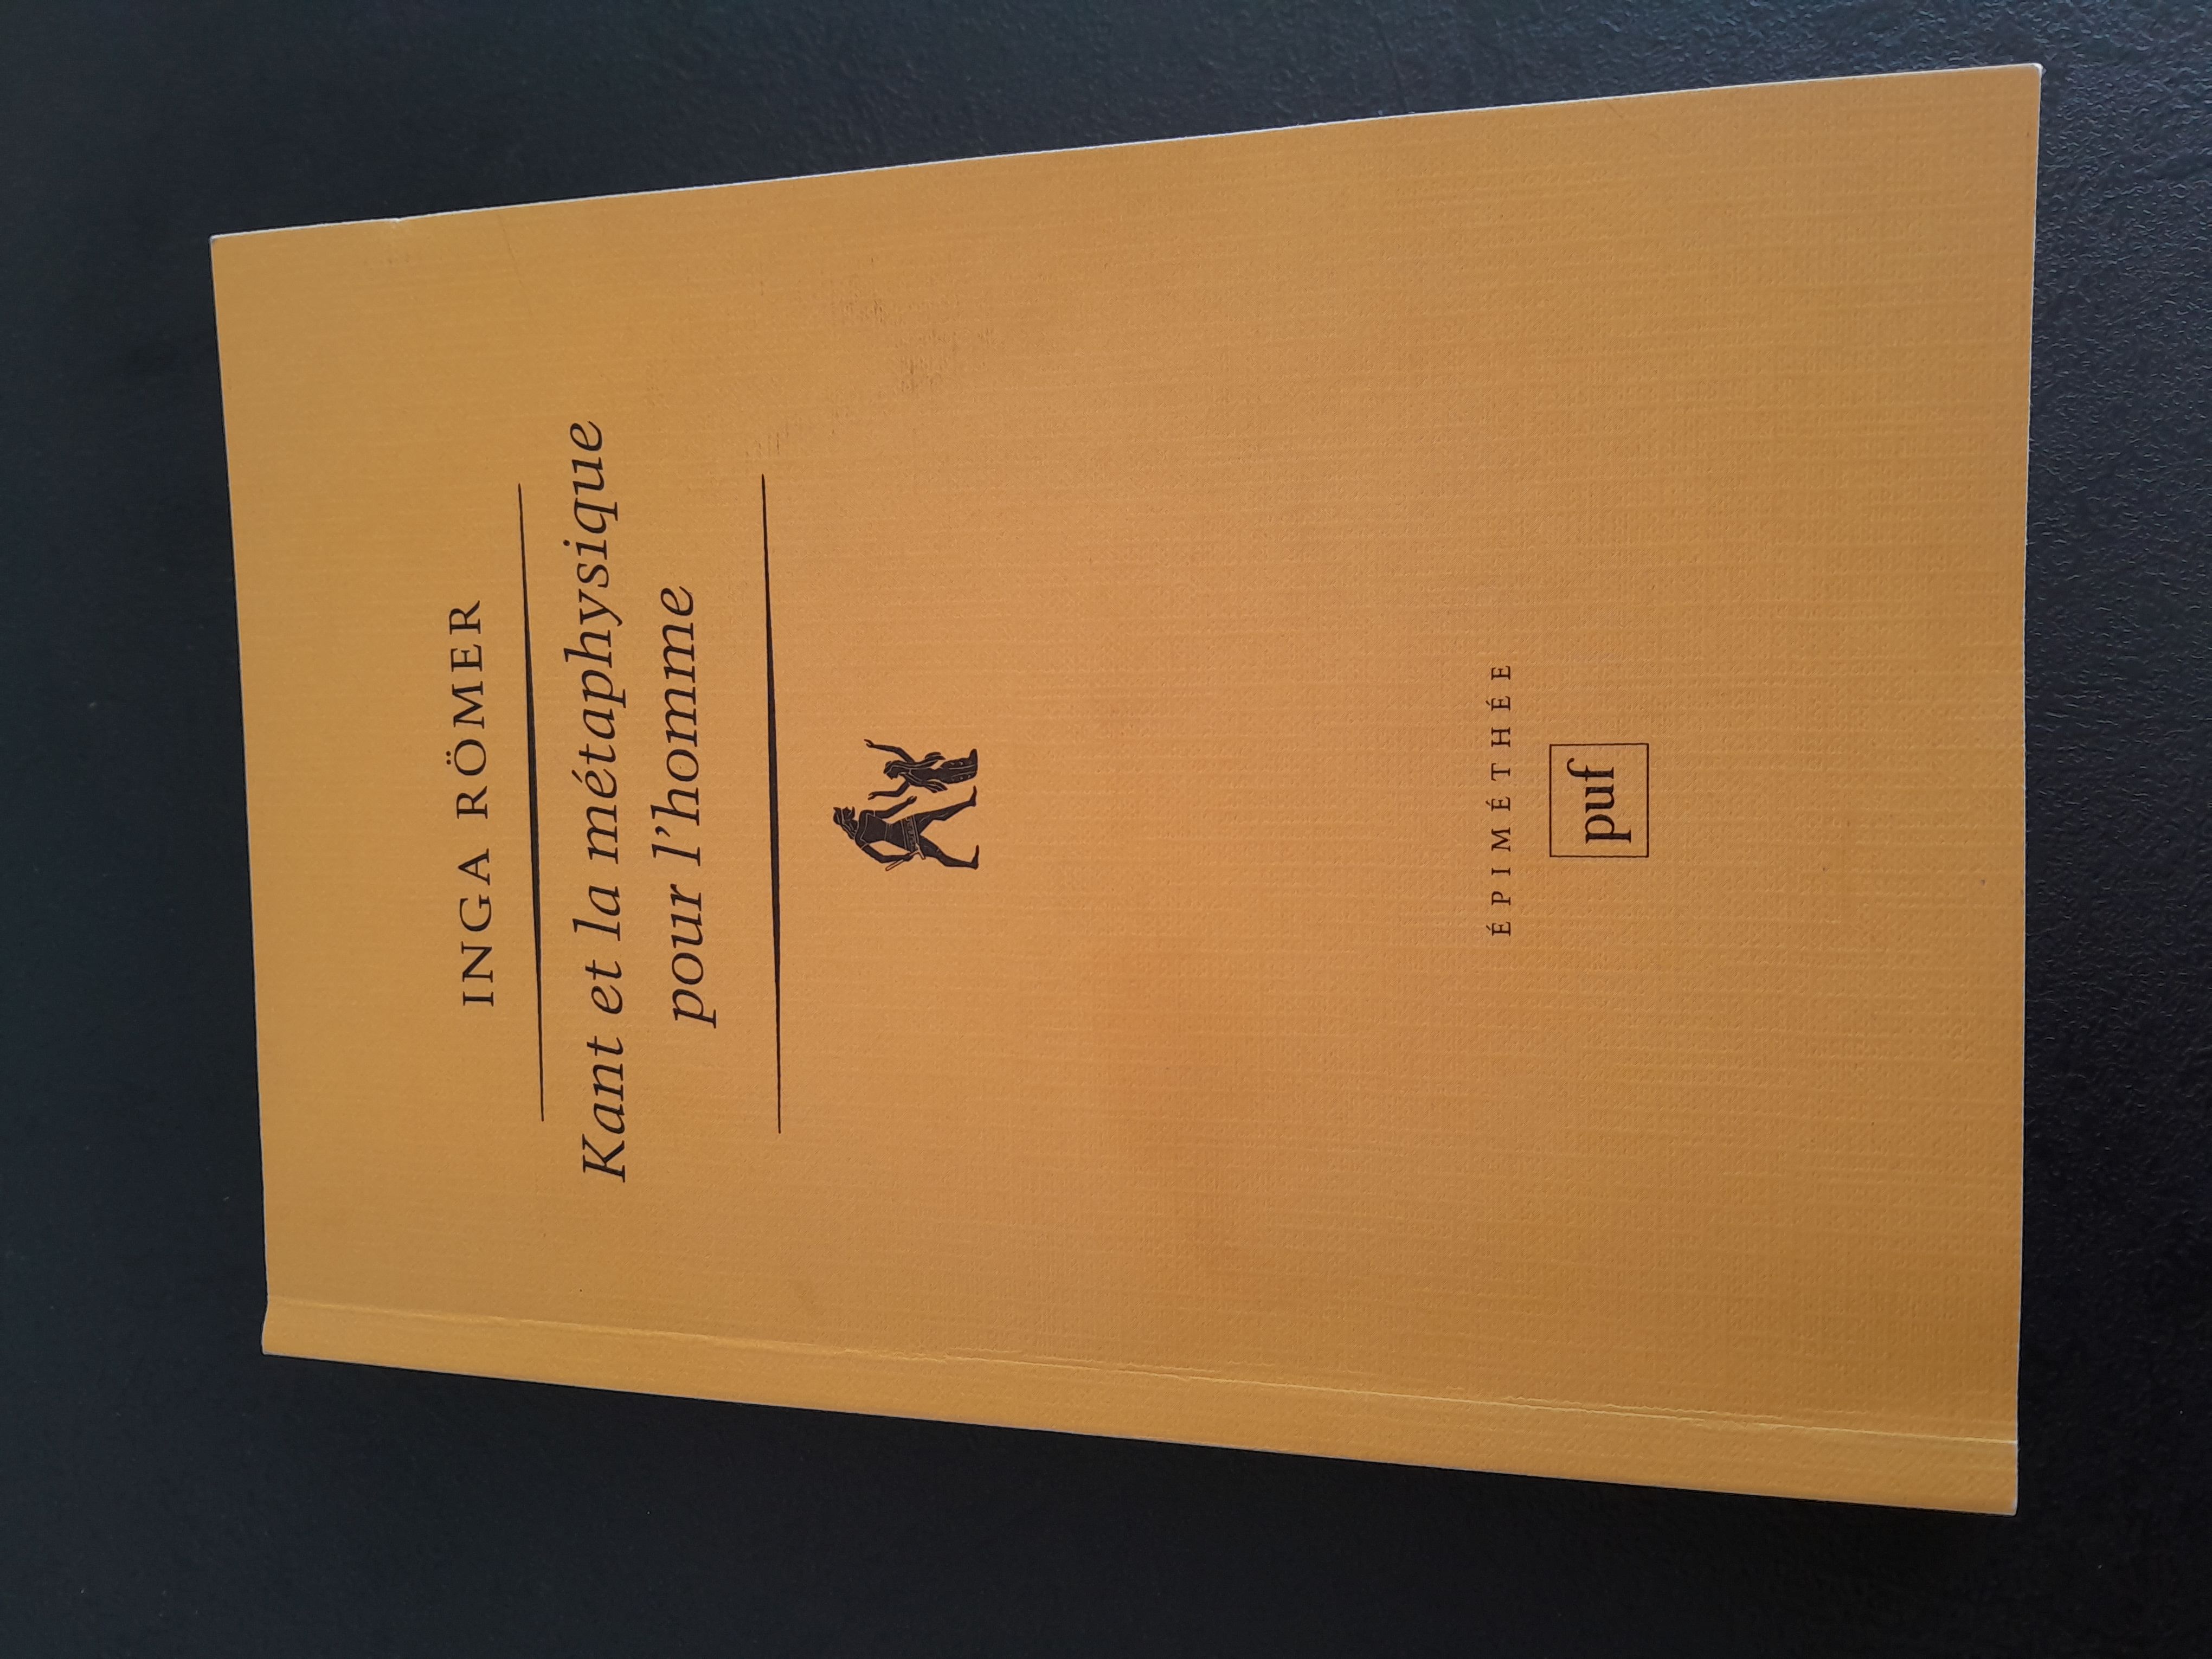 INGA RÖMER
Kant et la métaphysique
pour l'homme
ÉPIMÉTHÉE
puf